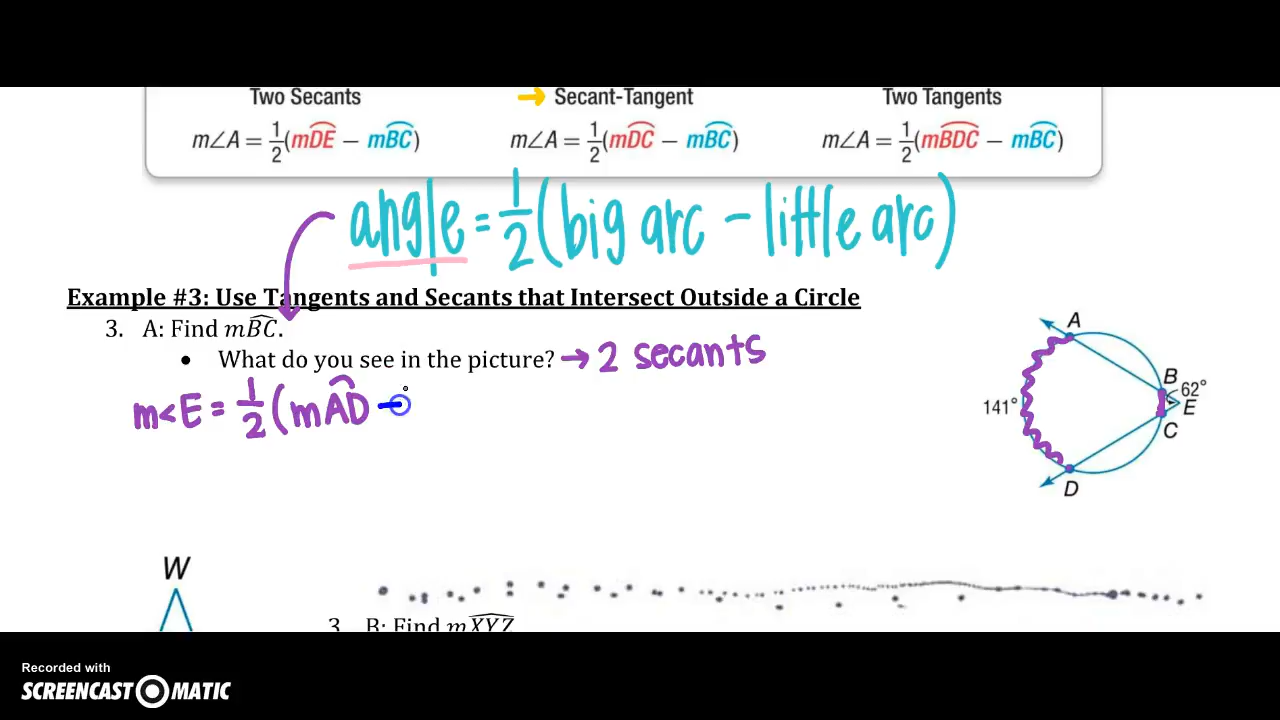 Two Secants → Secant-Tangent Two Tangents
m∠A = 1/2(mDE − mBC) m∠A = 1/2(mDC − mBC) m∠A = 1/2(mBDC − mBC)
angle = 1/2(big arc − little arc)
Example #3: Use Tangents and Secants that Intersect Outside a Circle
3. A: Find mBC.
• What do you see in the picture? → 2 secants
m<E = 1/2(mAD −
A
B
62°
E
141°
C
D
W
3. B: Find mXYZ
Recorded with
SCREENCAST O MATIC